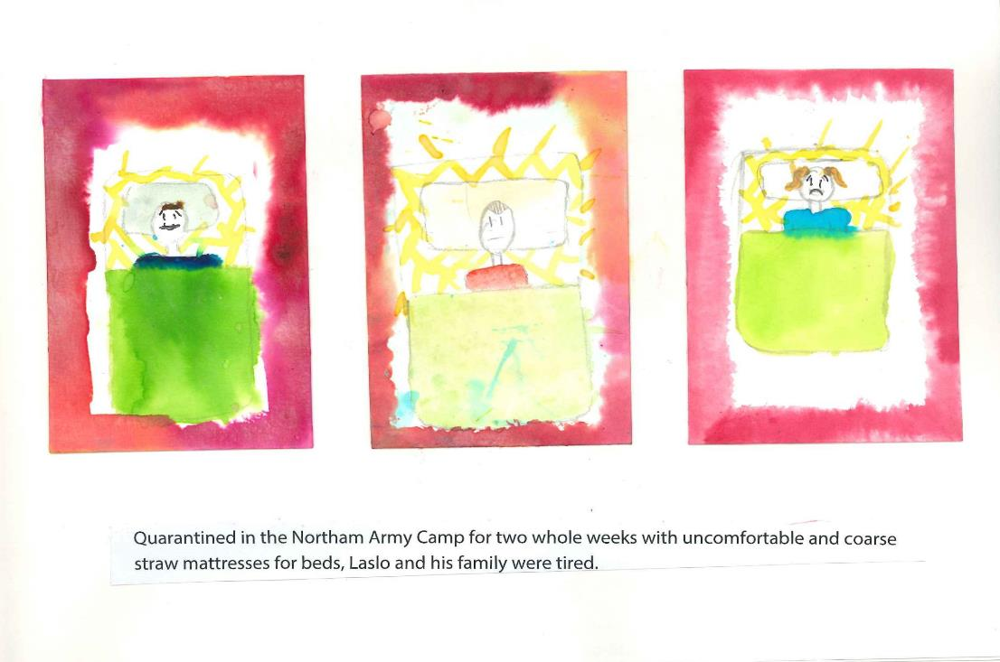 Quarantined in the Northam Army Camp for two whole weeks with uncomfortable and coarse
straw mattresses for beds, Laslo and his family were tired.